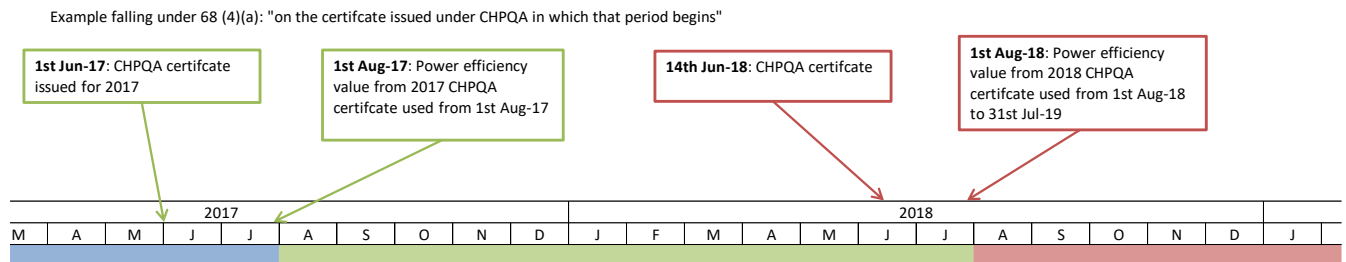 Example falling under 68 (4)(a): "on the certifcate issued under CHPQA in which that period begins"
1st Jun-17: CHPQA certifcate
issued for 2017
1st Aug-17: Power efficiency
value from 2017 CHPQA
certifcate used from 1st Aug-17
14th Jun-18: CHPQA certifcate
1st Aug-18: Power efficiency
value from 2018 CHPQA
certifcate used from 1st Aug-18
to 31st Jul-19
2017 2018
M A M J J A S O N D J F M A M J J A S O N D J